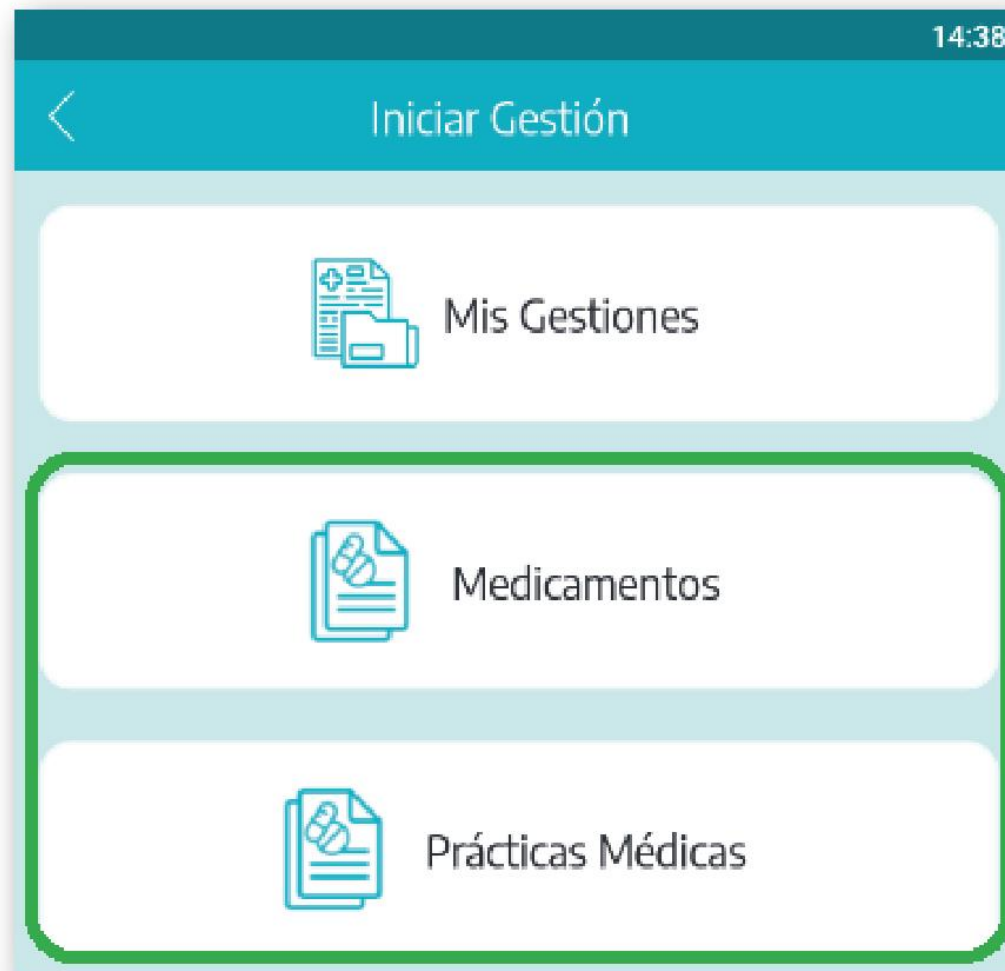 14:38
Iniciar Gestión
Mis Gestiones
Medicamentos
Prácticas Médicas